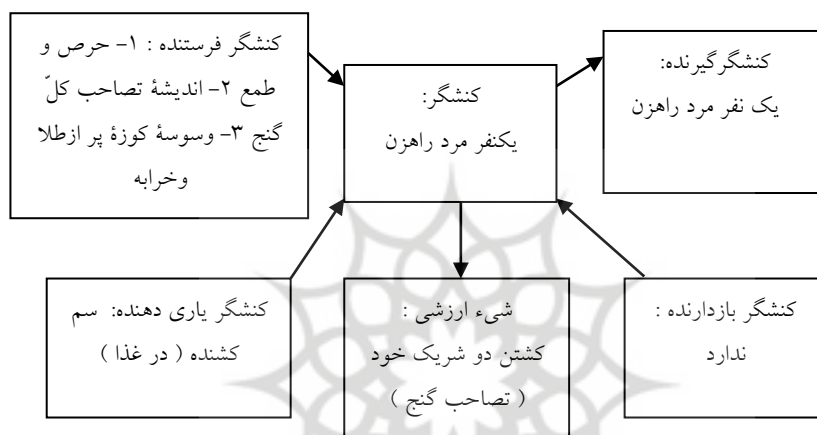 کنشگر فرستنده : ۱- حرص و
طمع ۲- اندیشهٔ تصاحب کلّ
گنج ۳- وسوسهٔ کوزهٔ پر ازطلا
وخرابه
کنشگر:
یکنفر مرد راهزن
کنشگرگیرنده:
یک نفر مرد راهزن
کنشگر یاری دهنده: سم
کشنده ( در غذا )
شیء ارزشی :
کشتن دو شریک خود
( تصاحب گنج )
کنشگر بازدارنده :
ندارد